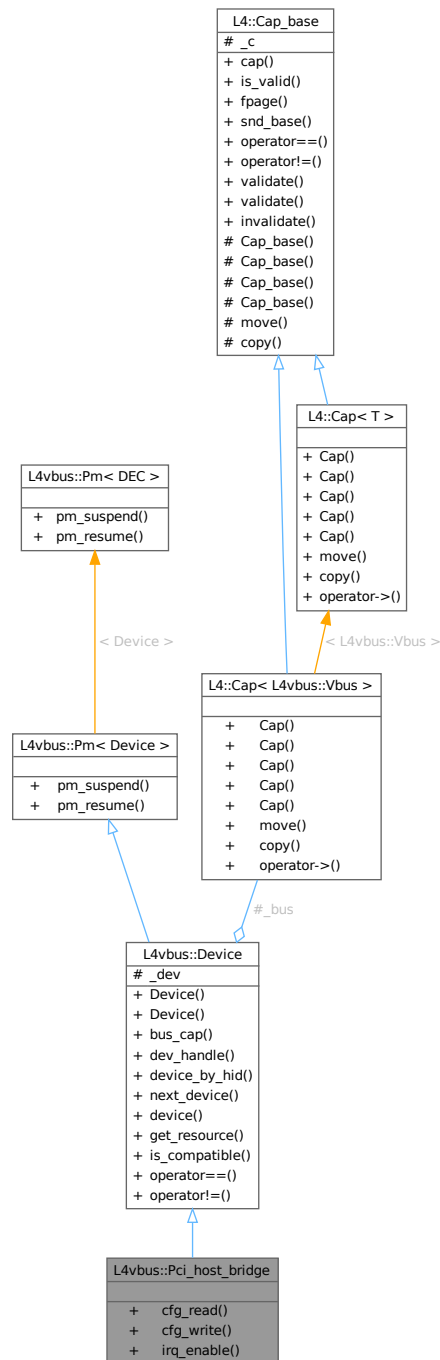 L4::Cap_base
# _c
+ cap()
+ is_valid()
+ fpage()
+ snd_base()
+ operator==()
+ operator!=()
+ validate()
+ validate()
+ invalidate()
# Cap_base()
# Cap_base()
# Cap_base()
# Cap_base()
# move()
# copy()
L4::Cap< T >
+ Cap()
+ Cap()
+ Cap()
+ Cap()
+ Cap()
+ move()
+ copy()
+ operator->()
L4vbus::Pm< DEC >
+ pm_suspend()
+ pm_resume()
< Device >
< L4vbus::Vbus >
L4::Cap< L4vbus::Vbus >
+ Cap()
+ Cap()
+ Cap()
+ Cap()
+ Cap()
+ move()
+ copy()
+ operator->()
L4vbus::Pm< Device >
+ pm_suspend()
+ pm_resume()
#_bus
L4vbus::Device
# _dev
+ Device()
+ Device()
+ bus_cap()
+ dev_handle()
+ device_by_hid()
+ next_device()
+ device()
+ get_resource()
+ is_compatible()
+ operator==()
+ operator!=()
L4vbus::Pci_host_bridge
+ cfg_read()
+ cfg_write()
+ irq_enable()